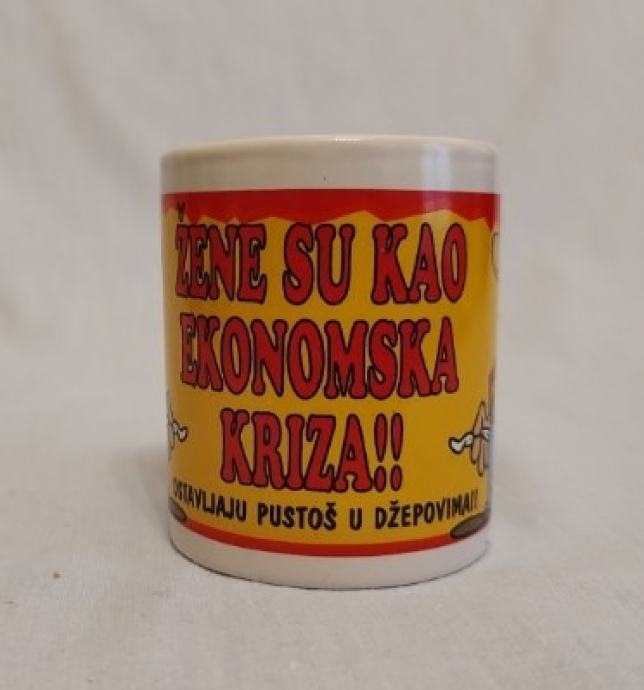 ŽENE SU KAO
EKONOMSKA
KRIZA!!
OSTAVLJAJU PUSTOŠ U DŽEPOVIMA!!